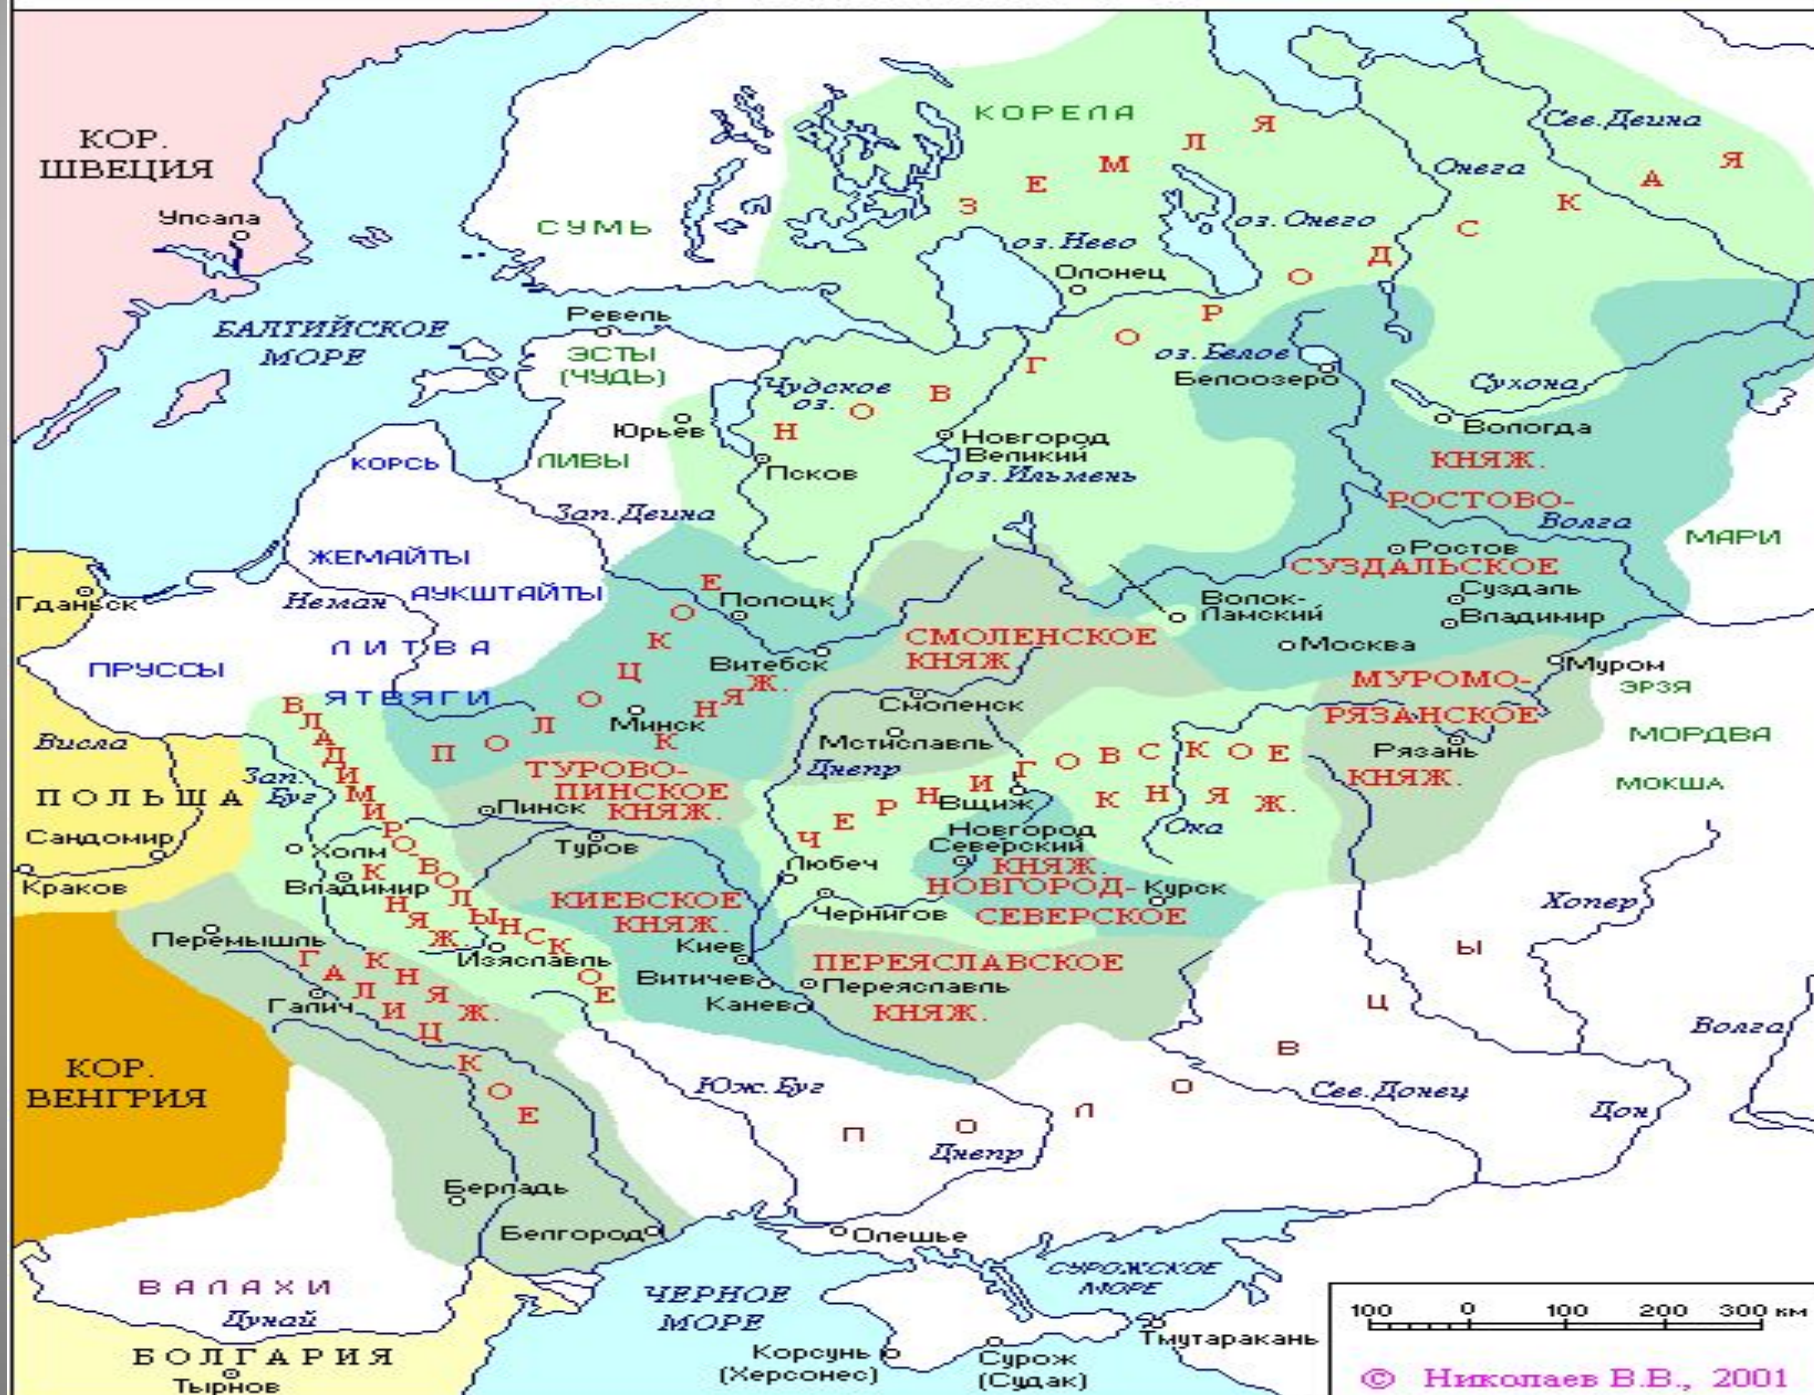 КОРЕЛА
Сев.Двина
КОР.
ШВЕЦИЯ
Онега
НОВГОРОДСКАЯ
ЗЕМЛЯ
Упсала
СУМЬ
оз.Нево
оз.Онего
Олонец
Ревель
БАЛТИЙСКОЕ
МОРЕ
ЭСТЫ
(ЧУДЬ)
Чудское
оз.
оз.Белое
Белоозеро
Сухона
Юрьев
Вологда
Новгород
Великий
оз.Ильмень
КОРСЬ
ЛИВЫ
Псков
КНЯЖ.
РОСТОВО-
СУЗДАЛЬСКОЕ
Зап.Двина
Волга
МАРИ
Ростов
ЖЕМАЙТЫ
АУКШТАЙТЫ
Гданьск
Неман
Полоцк
Волок-
Ламский
Суздаль
Владимир
ЛИТВА
СМОЛЕНСКОЕ
КНЯЖ
Москва
ПРУССЫ
Витебск
Муром
ЭРЗЯ
ЯТВЯГИ
ПОЛОЦКОЕ
КНЯЖ.
МУРОМО-
РЯЗАНСКОЕ
КНЯЖ.
Минск
Смоленск
Мстиславль
Рязань
МОРДВА
МОКША
Висла
Зап.
Буг
ВЛАДИМИРО-ВОЛЫНСКОЕ
КНЯЖ.
Днепр
ТУРОВО-
ПИНСКОЕ
КНЯЖ.
Пинск
ЧЕРНИГОВСКОЕ
КНЯЖ.
Вщиж
ПОЛЬША
Сандомир
Краков
Холм
Владимир
Туров
Новгород
Северский
Ока
Любеч
КНЯЖ.
НОВГОРОД-
СЕВЕРСКОЕ
Курск
КИЕВСКОЕ
КНЯЖ.
Чернигов
Хопер
Перемышль
Изяславль
Киев
Витичев
Канев
ПЕРЕЯСЛАВСКОЕ
Переяславль
КНЯЖ.
ГАЛИЦКОЕ
КНЯЖ.
Галич
Волга
КОР.
ВЕНГРИЯ
Юж.Буг
ПОЛОВЦЫ
Сев.Донец
Дон
Днепр
Берладь
Белгород
Олешье
ВАЛАХИ
Дунай
ЧЕРНОЕ
МОРЕ
СУРОЖСКОЕ
МОРЕ
БОЛГАРИЯ
Тырнов
Корсунь
(Херсонес)
Сурож
(Судак)
Тмутаракань
100 0 100 200 300 км
© Николаев В.В., 2001